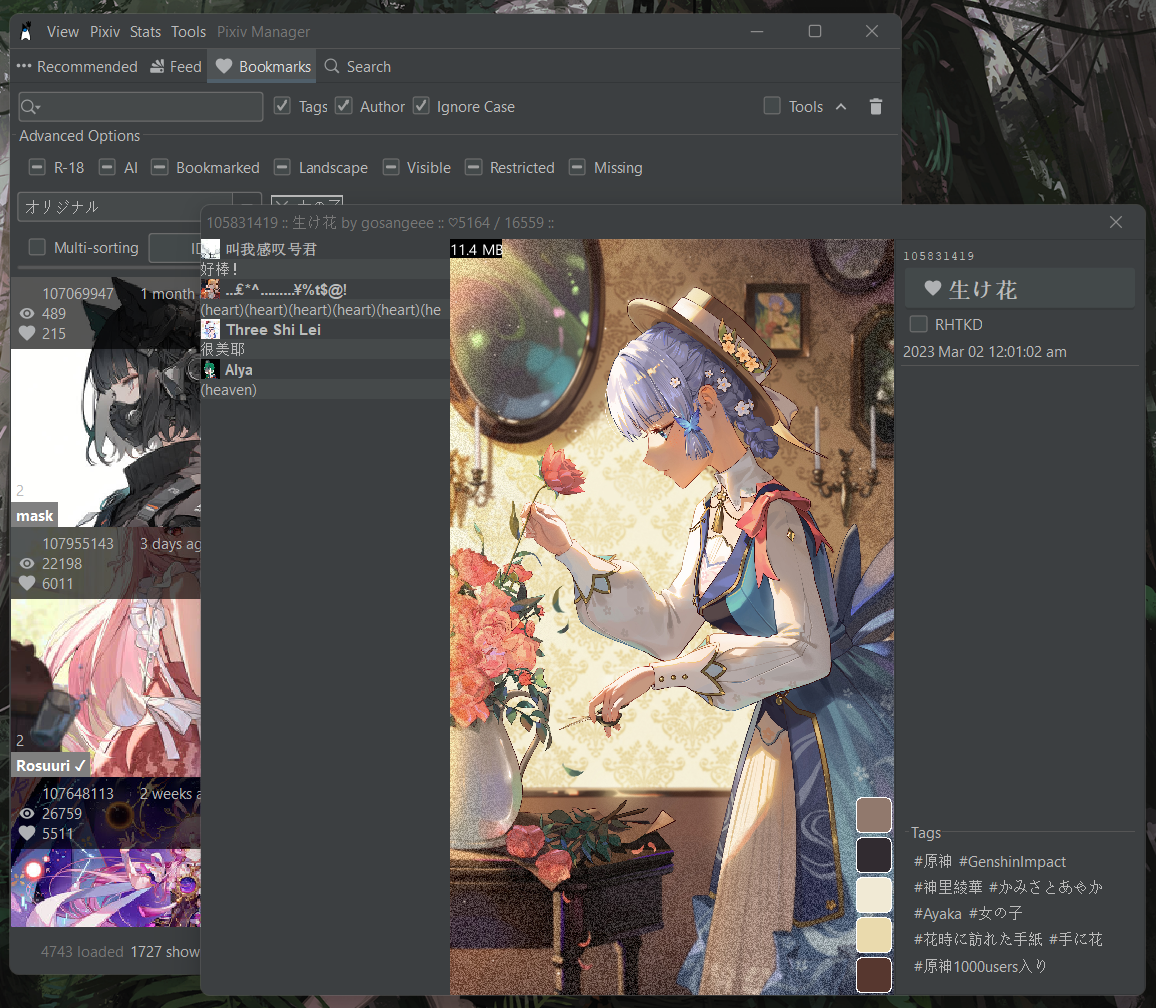 View Pixiv Stats Tools Pixiv Manager
Recommended Feed Bookmarks Search
Tags Author Ignore Case Tools
Advanced Options
R-18 AI Bookmarked Landscape Visible Restricted Missing
オリジナル
Multi-sorting
107069947 1 month
489
215
2
mask
107955143 3 days ag
22198
6011
2
Rosuuri ✓
107648113 2 weeks a
26759
5511
4743 loaded 1727 show
105831419 :: 生け花 by gosangeee :: ♡5164 / 16559 ::
叫我感叹号君
好棒!
...£*^.........¥%t$@!
(heart)(heart)(heart)(heart)(heart)(he
Three Shi Lei
很美耶
Alya
(heaven)
11.4 MB
105831419
生け花
RHTKD
2023 Mar 02 12:01:02 am
Tags
#原神 #GenshinImpact
#神里綾華 #かみさとあやか
#Ayaka #女の子
#花時に訪れた手紙 #手に花
#原神1000users入り